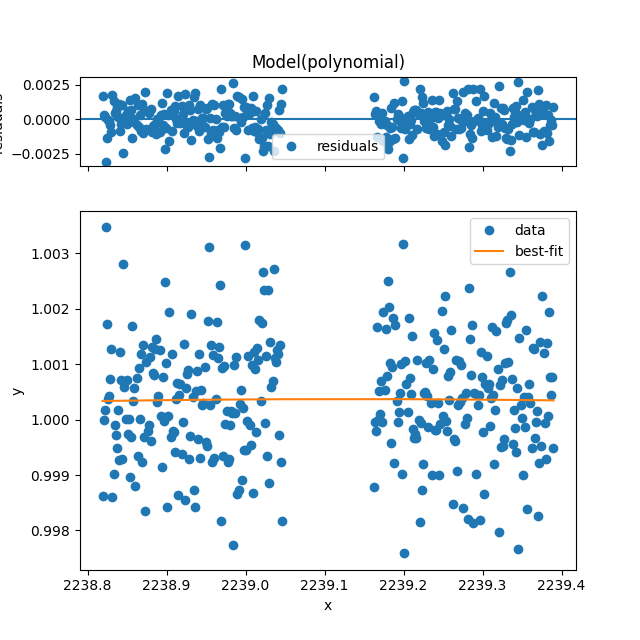 Model(polynomial)
0.0025
0.0000
−0.0025
residuals
residuals
data
best-fit
1.003
1.002
1.001
1.000
0.999
0.998
y
2238.8 2238.9 2239.0 2239.1 2239.2 2239.3 2239.4
x